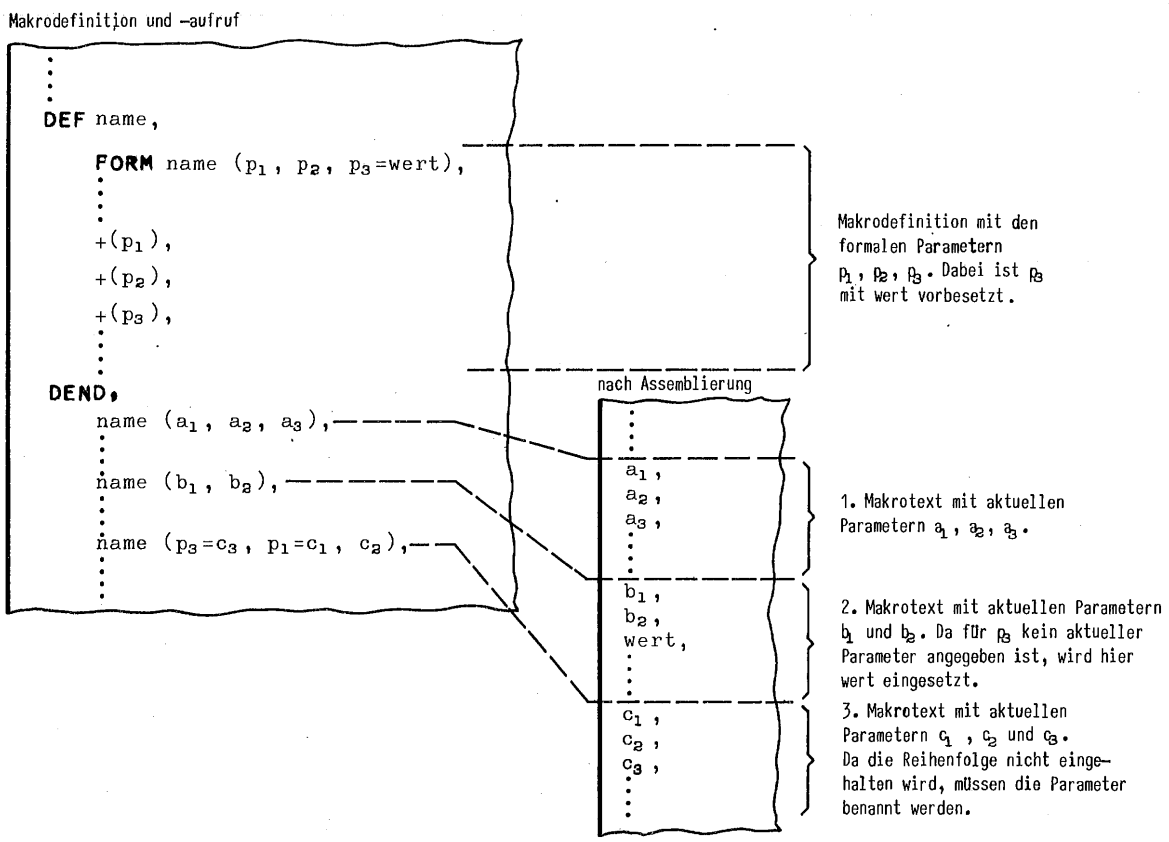 Makrodefinition und -aufruf
DEF name,
FORM name (p₁, p₂, p₃=wert),
+(p₁),
+(p₂),
+(p₃),
DEND,
name (a₁, a₂, a₃),
name (b₁, b₂),
name (p₃=c₃, p₁=c₁, c₂),
Makrodefinition mit den
formalen Parametern
p₁, p₂, p₃. Dabei ist p₃
mit wert vorbesetzt.
nach Assemblierung
a₁,
a₂,
a₃,
b₁,
b₂,
wert,
c₁,
c₂,
c₃,
1. Makrotext mit aktuellen
Parametern a₁, a₂, a₃.
2. Makrotext mit aktuellen Parametern
b₁ und b₂. Da für p₃ kein aktueller
Parameter angegeben ist, wird hier
wert eingesetzt.
3. Makrotext mit aktuellen
Parametern c₁ , c₂ und c₃.
Da die Reihenfolge nicht einge-
halten wird, müssen die Parameter
benannt werden.